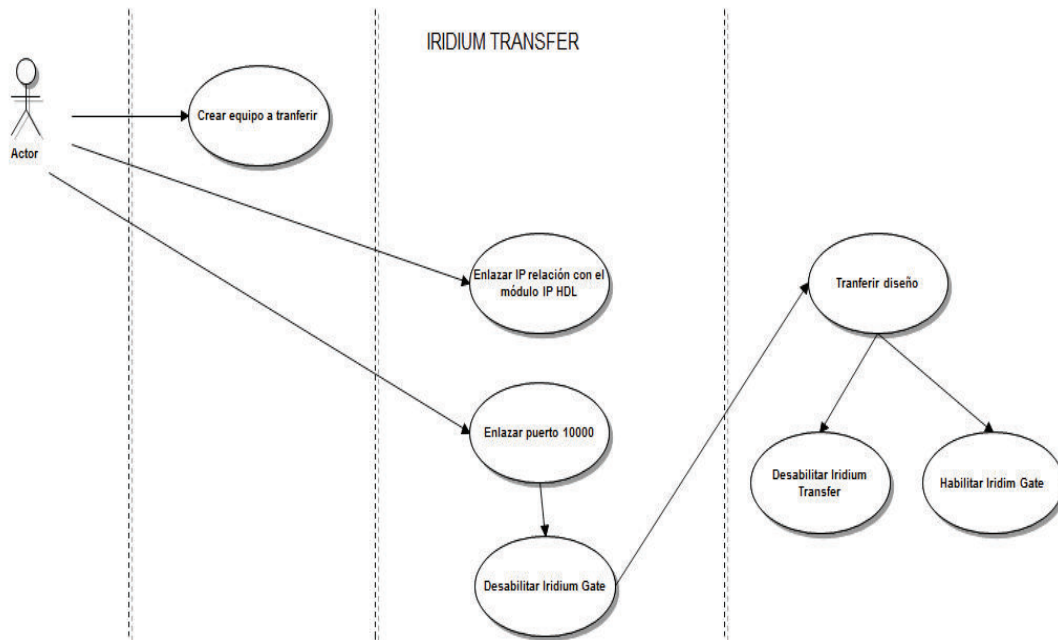 IRIDIUM TRANSFER
Actor
Crear equipo a tranferir
Enlazar IP relación con el
módulo IP HDL
Tranferir diseño
Enlazar puerto 10000
Desabilitar Iridium
Transfer
Habilitar Iridim Gate
Desabilitar Iridium Gate